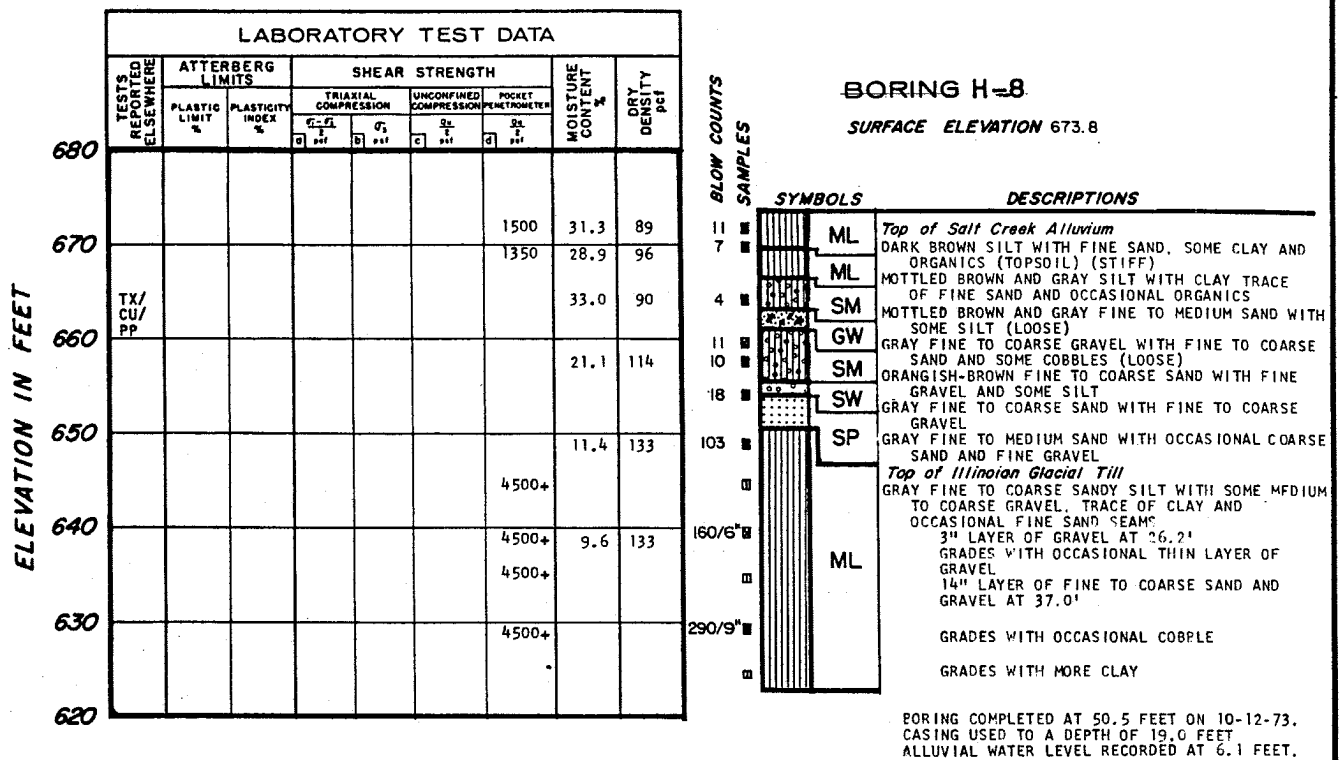 LABORATORY TEST DATA
TESTS REPORTED ELSEWHERE
ATTERBERG LIMITS
SHEAR STRENGTH
MOISTURE CONTENT %
DRY DENSITY pcf
PLASTIC LIMIT %
PLASTICITY INDEX %
TRIAXIAL COMPRESSION
UNCONFINED COMPRESSION
POCKET PENETROMETER
a psf
b psf
c psf
d psf
BLOW COUNTS
SAMPLES
BORING H-8
SURFACE ELEVATION 673.8
SYMBOLS
DESCRIPTIONS
ELEVATION IN FEET
680
670
660
650
640
630
620
1500 31.3 89
1350 28.9 96
TX/
CU/
PP
33.0 90
21.1 114
11.4 133
4500+
4500+ 9.6 133
4500+
4500+
11
7
4
11
10
18
103
160/6"
290/9"
ML
ML
SM
GW
SM
SW
SP
ML
Top of Salt Creek Alluvium
DARK BROWN SILT WITH FINE SAND, SOME CLAY AND
ORGANICS (TOPSOIL) (STIFF)
MOTTLED BROWN AND GRAY SILT WITH CLAY TRACE
OF FINE SAND AND OCCASIONAL ORGANICS
MOTTLED BROWN AND GRAY FINE TO MEDIUM SAND WITH
SOME SILT (LOOSE)
GRAY FINE TO COARSE GRAVEL WITH FINE TO COARSE
SAND AND SOME COBBLES (LOOSE)
ORANGISH-BROWN FINE TO COARSE SAND WITH FINE
GRAVEL AND SOME SILT
GRAY FINE TO COARSE SAND WITH FINE TO COARSE
GRAVEL
GRAY FINE TO MEDIUM SAND WITH OCCASIONAL COARSE
SAND AND FINE GRAVEL
Top of Illinoian Glacial Till
GRAY FINE TO COARSE SANDY SILT WITH SOME MEDIUM
TO COARSE GRAVEL, TRACE OF CLAY AND
OCCASIONAL FINE SAND SEAMS
3" LAYER OF GRAVEL AT 26.2'
GRADES WITH OCCASIONAL THIN LAYER OF
GRAVEL
14" LAYER OF FINE TO COARSE SAND AND
GRAVEL AT 37.0'
GRADES WITH OCCASIONAL COBBLE
GRADES WITH MORE CLAY
BORING COMPLETED AT 50.5 FEET ON 10-12-73.
CASING USED TO A DEPTH OF 19.0 FEET
ALLUVIAL WATER LEVEL RECORDED AT 6.1 FEET.